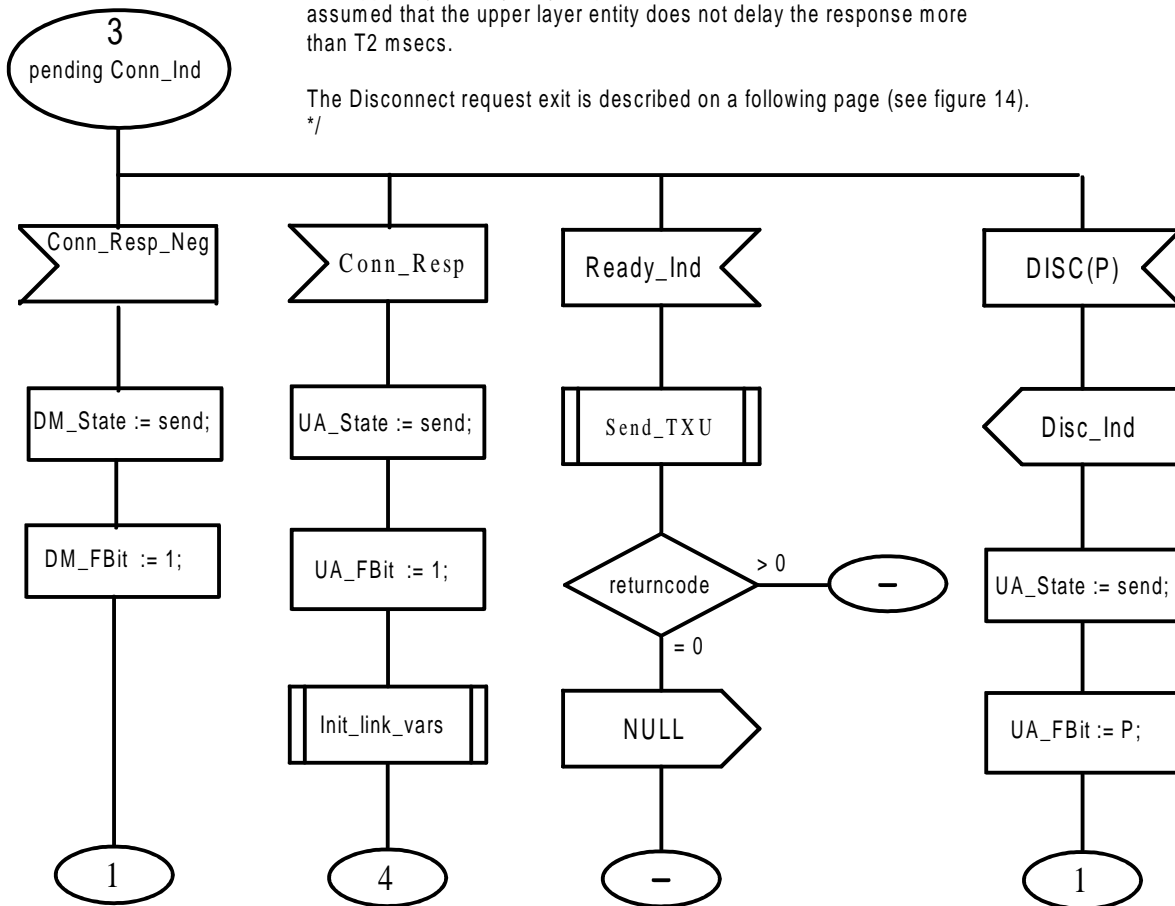 assumed that the upper layer entity does not delay the response more
than T2 msecs.
The Disconnect request exit is described on a following page (see figure 14).
*/
3
pending Conn_Ind
Conn_Resp_Neg
Conn_Resp
Ready_Ind
DISC(P)
DM_State := send;
UA_State := send;
Send_TXU
Disc_Ind
DM_FBit := 1;
UA_FBit := 1;
returncode
> 0
–
UA_State := send;
= 0
Init_link_vars
NULL
UA_FBit := P;
1
4
–
1